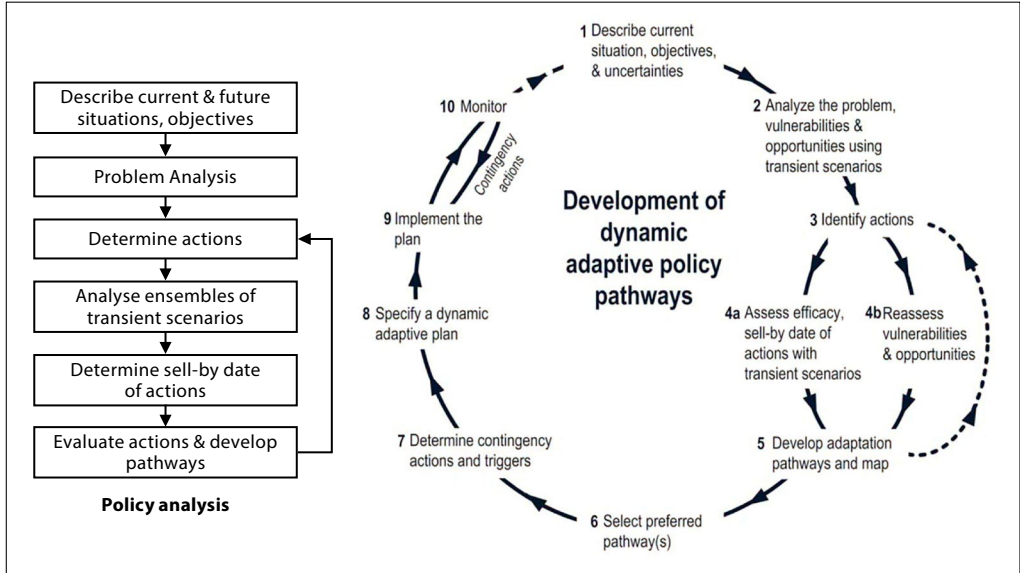 Describe current & future
situations, objectives
Problem Analysis
Determine actions
Analyse ensembles of
transient scenarios
Determine sell-by date
of actions
Evaluate actions & develop
pathways
Policy analysis
1 Describe current
situation, objectives,
& uncertainties
2 Analyze the problem,
vulnerabilities &
opportunities using
transient scenarios
3 Identify actions
4a Assess efficacy,
sell-by date of
actions with
transient scenarios
4b Reassess
vulnerabilities
& opportunities
5 Develop adaptation
pathways and map
6 Select preferred
pathway(s)
7 Determine contingency
actions and triggers
8 Specify a dynamic
adaptive plan
9 Implement the
plan
10 Monitor
Contingency
actions
Development of
dynamic
adaptive policy
pathways